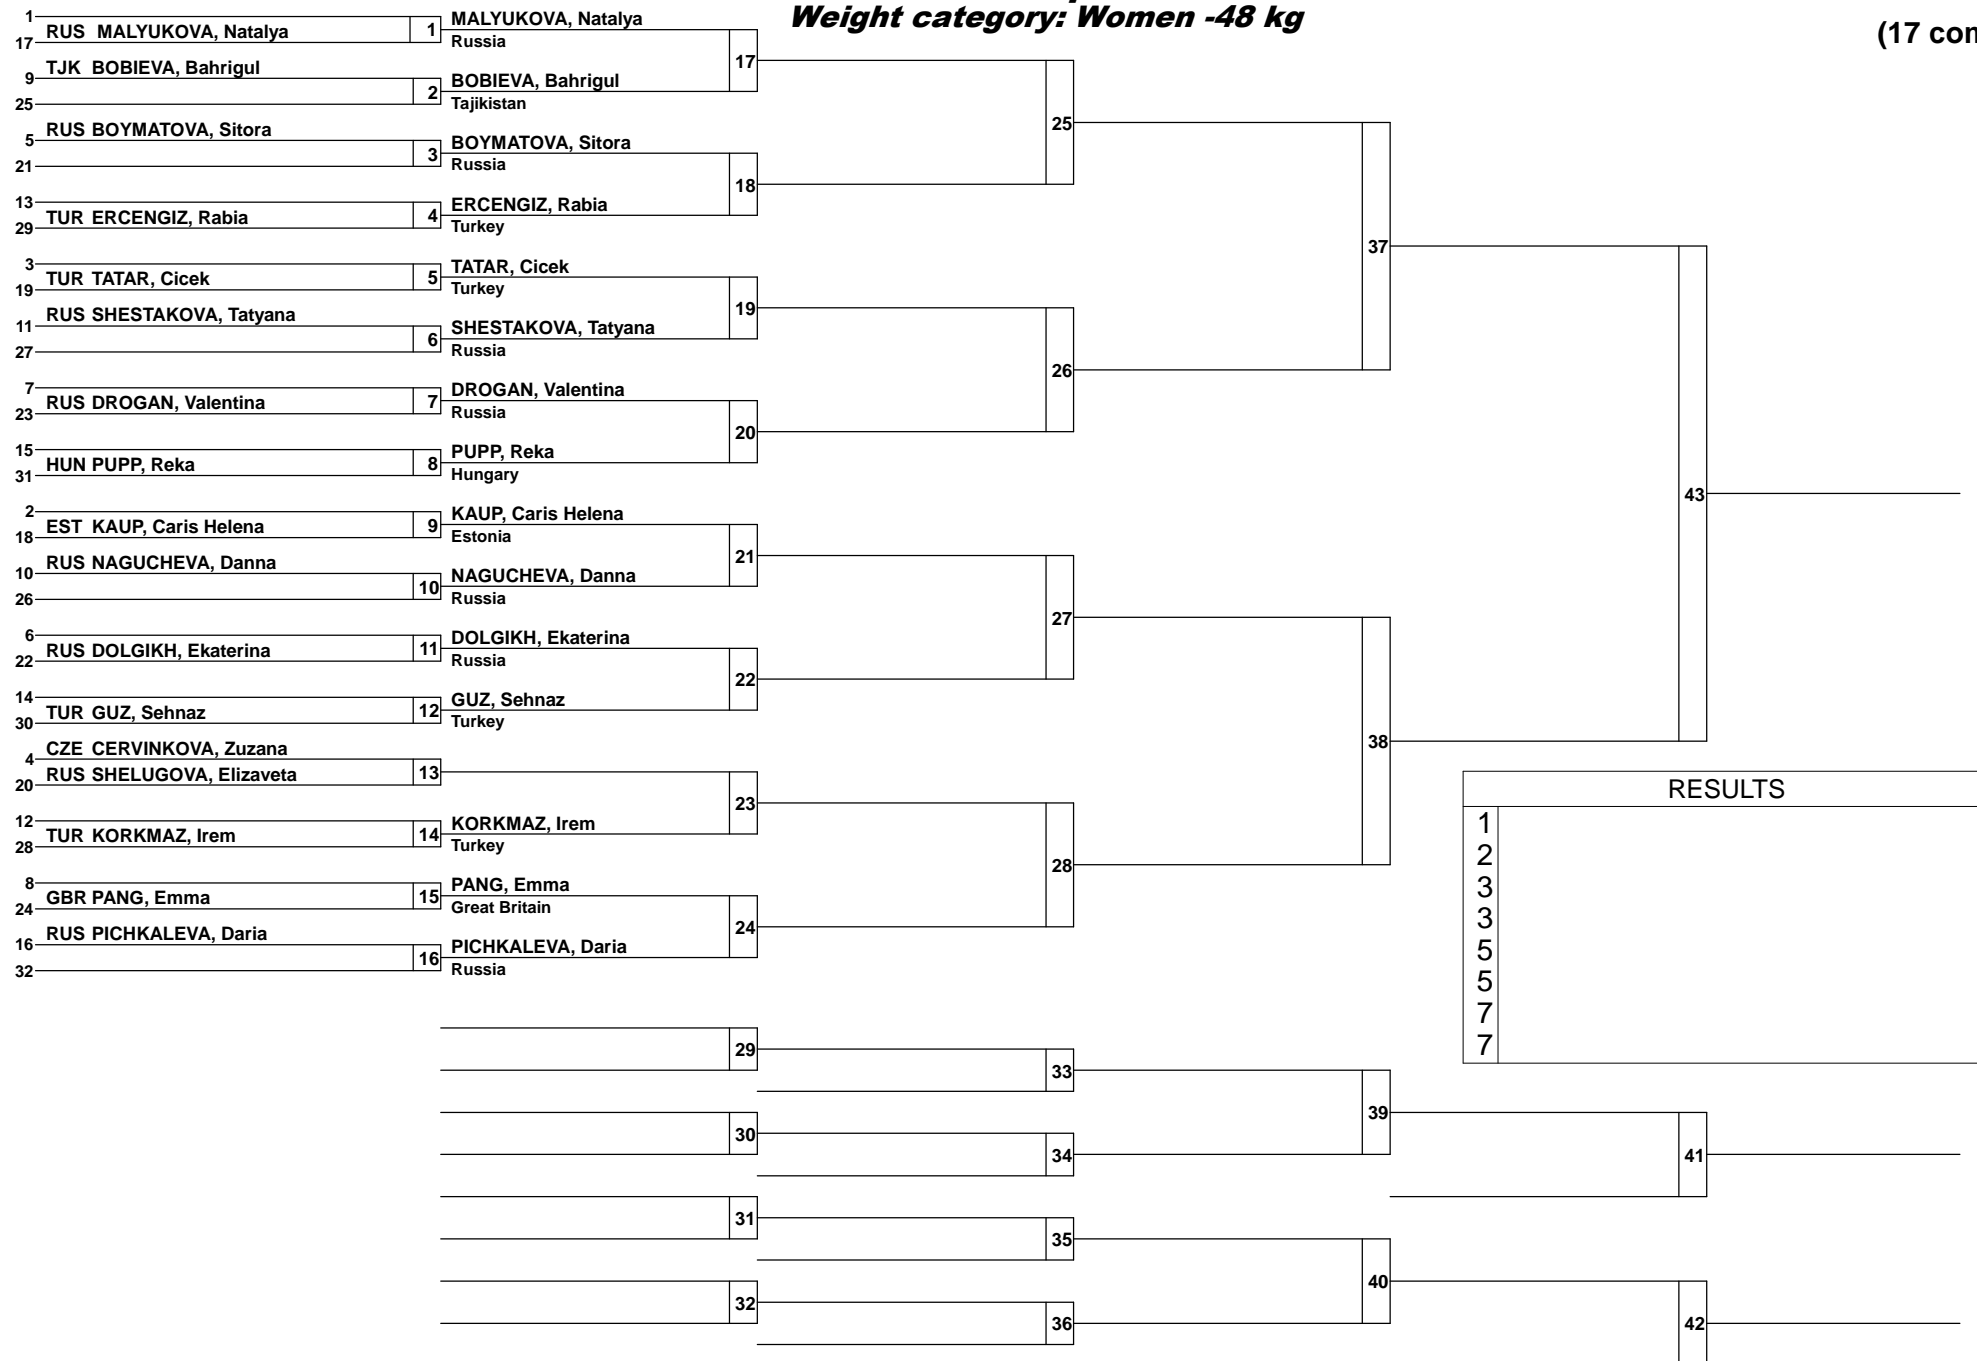 Weight category: Women -48 kg
(17 con
1
RUS MALYUKOVA, Natalya
17
1
MALYUKOVA, Natalya
Russia
17
TJK BOBIEVA, Bahrigul
9
25
2
BOBIEVA, Bahrigul
Tajikistan
25
RUS BOYMATOVA, Sitora
5
21
3
BOYMATOVA, Sitora
Russia
18
13
TUR ERCENGIZ, Rabia
29
4
ERCENGIZ, Rabia
Turkey
37
3
TUR TATAR, Cicek
19
5
TATAR, Cicek
Turkey
19
RUS SHESTAKOVA, Tatyana
11
27
6
SHESTAKOVA, Tatyana
Russia
26
7
RUS DROGAN, Valentina
23
7
DROGAN, Valentina
Russia
20
15
HUN PUPP, Reka
31
8
PUPP, Reka
Hungary
43
2
EST KAUP, Caris Helena
18
9
KAUP, Caris Helena
Estonia
21
RUS NAGUCHEVA, Danna
10
26
10
NAGUCHEVA, Danna
Russia
27
6
RUS DOLGIKH, Ekaterina
22
11
DOLGIKH, Ekaterina
Russia
22
14
TUR GUZ, Sehnaz
30
12
GUZ, Sehnaz
Turkey
38
CZE CERVINKOVA, Zuzana
4
RUS SHELUGOVA, Elizaveta
20
13
23
12
TUR KORKMAZ, Irem
28
14
KORKMAZ, Irem
Turkey
28
8
GBR PANG, Emma
24
15
PANG, Emma
Great Britain
24
RUS PICHKALEVA, Daria
16
32
16
PICHKALEVA, Daria
Russia
RESULTS
1
2
3
3
5
5
7
7
29
33
39
30
34
41
31
35
40
32
36
42